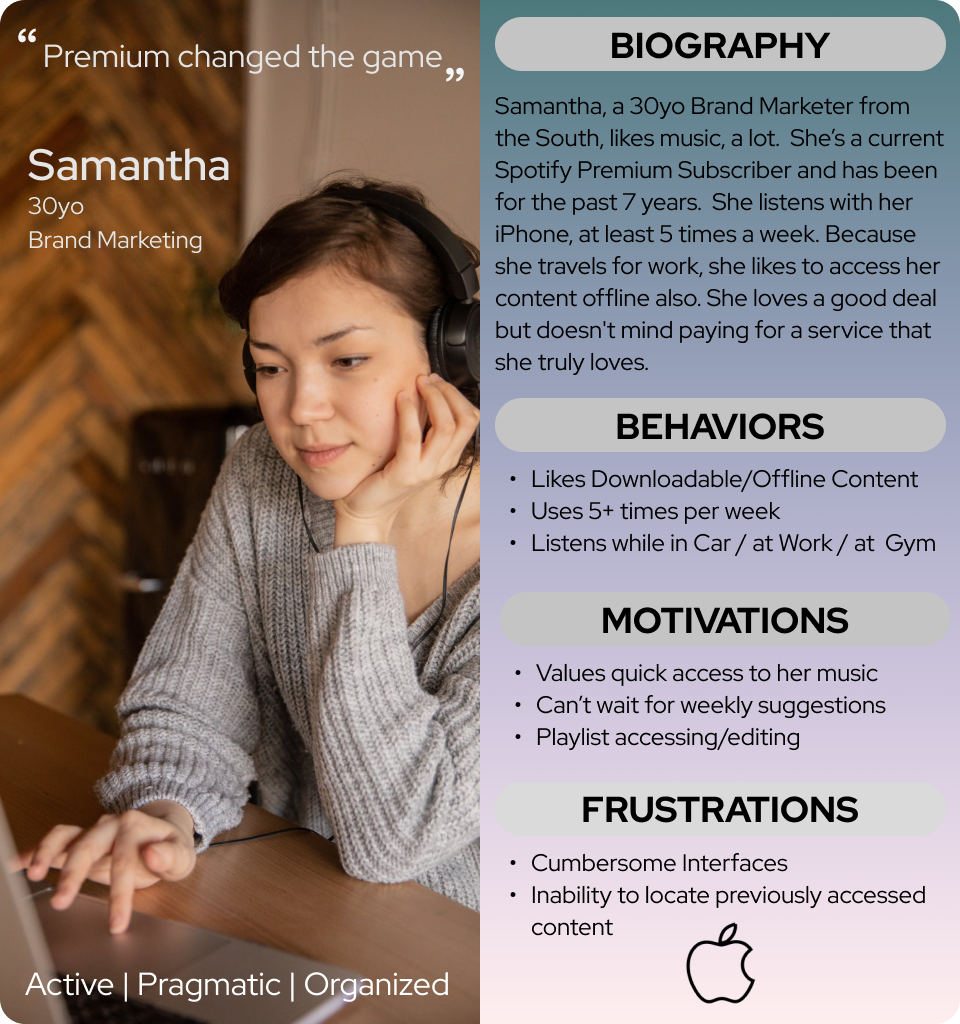 “ Premium changed the game ”
Samantha
30yo
Brand Marketing
Active | Pragmatic | Organized
BIOGRAPHY
Samantha, a 30yo Brand Marketer from
the South, likes music, a lot.  She’s a current
Spotify Premium Subscriber and has been
for the past 7 years.  She listens with her
iPhone, at least 5 times a week. Because
she travels for work, she likes to access her
content offline also. She loves a good deal
but doesn't mind paying for a service that
she truly loves.
BEHAVIORS
• Likes Downloadable/Offline Content
• Uses 5+ times per week
• Listens while in Car / at Work / at  Gym
MOTIVATIONS
• Values quick access to her music
• Can’t wait for weekly suggestions
• Playlist accessing/editing
FRUSTRATIONS
• Cumbersome Interfaces
• Inability to locate previously accessed
content